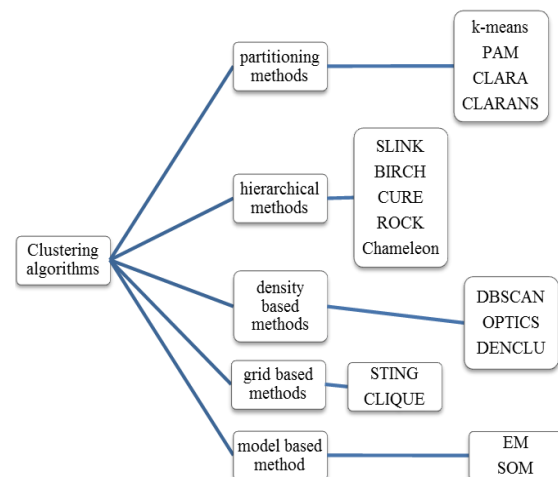 k-means
PAM
CLARA
CLARANS
partitioning
methods
SLINK
BIRCH
CURE
ROCK
Chameleon
hierarchical
methods
Clustering
algorithms
density
based
methods
DBSCAN
OPTICS
DENCLU
grid based
methods
STING
CLIQUE
model based
method
EM
SOM